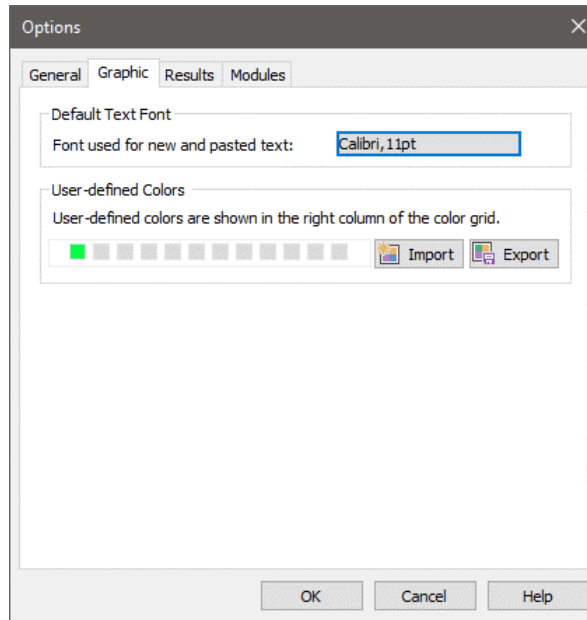 Options
General Graphic Results Modules
Default Text Font
Font used for new and pasted text: Calibri,11pt
User-defined Colors
User-defined colors are shown in the right column of the color grid.
Import Export
OK Cancel Help